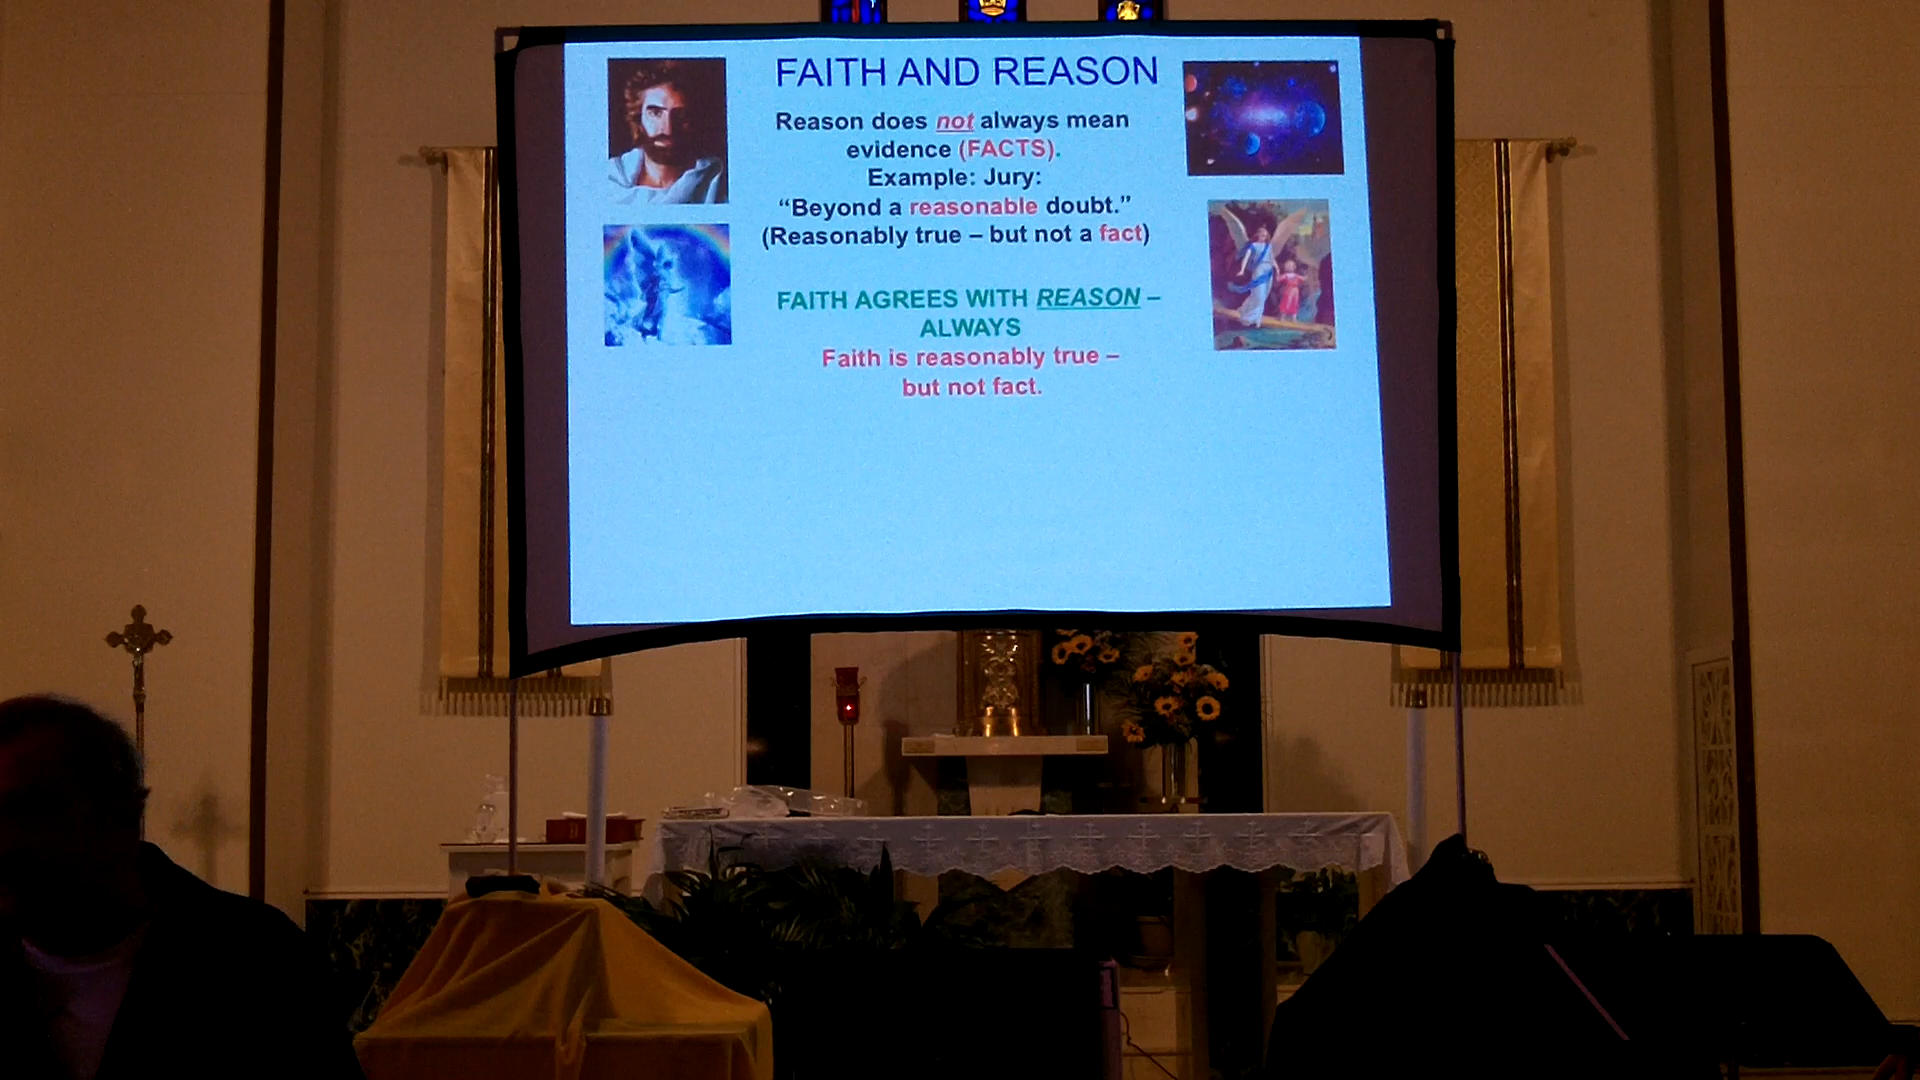 FAITH AND REASON
Reason does not always mean
evidence (FACTS).
Example: Jury:
“Beyond a reasonable doubt.”
(Reasonably true – but not a fact)
FAITH AGREES WITH REASON –
ALWAYS
Faith is reasonably true –
but not fact.